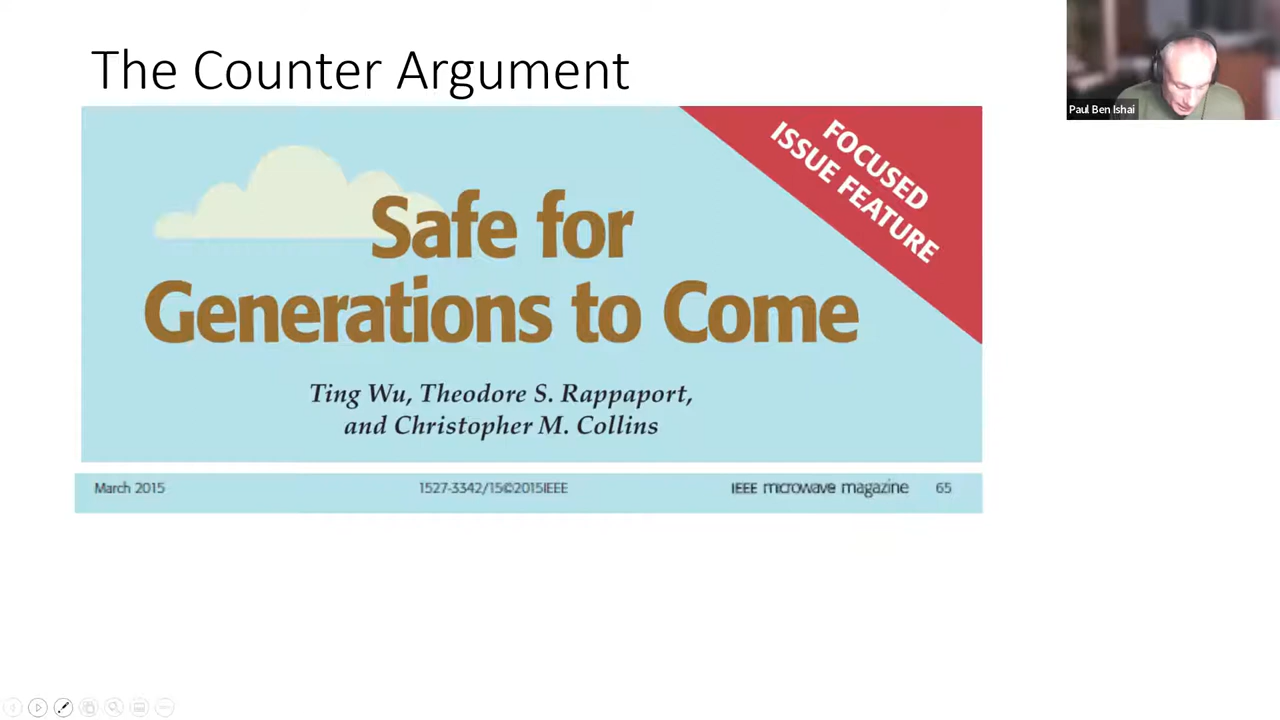 The Counter Argument
Paul Ben Ishai
FOCUSED
ISSUE FEATURE
Safe for
Generations to Come
Ting Wu, Theodore S. Rappaport,
and Christopher M. Collins
March 2015 1527-3342/15©2015IEEE IEEE microwave magazine 65